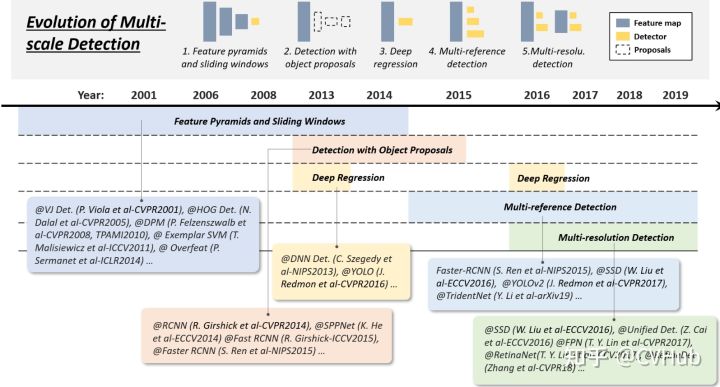 Evolution of Multi-
scale Detection
1. Feature pyramids
and sliding windows
2. Detection with
object proposals
3. Deep
regression
4. Multi-reference
detection
5.Multi-resolu.
detection
Feature map
Detector
Proposals
Year: 2001 2006 2008 2013 2014 2015 2016 2017 2018 2019
Feature Pyramids and Sliding Windows
Detection with Object Proposals
Deep Regression Deep Regression
Multi-reference Detection
Multi-resolution Detection
@VJ Det. (P. Viola et al-CVPR2001), @HOG Det. (N.
Dalal et al-CVPR2005), @DPM (P. Felzenszwalb et
al-CVPR2008, TPAMI2010), @ Exemplar SVM (T.
Malisiewicz et al-ICCV2011), @ Overfeat (P.
Sermanet et al-ICLR2014) ...
@DNN Det. (C. Szegedy et
al-NIPS2013), @YOLO (J.
Redmon et al-CVPR2016) ...
Faster-RCNN (S. Ren et al-NIPS2015), @SSD (W. Liu et
al-ECCV2016), @YOLOv2 (J. Redmon et al-CVPR2017),
@TridentNet (Y. Li et al-arXiv19) ...
@RCNN (R. Girshick et al-CVPR2014), @SPPNet (K. He
et al-ECCV2014) @Fast RCNN (R. Girshick-ICCV2015),
@Faster RCNN (S. Ren et al-NIPS2015) ...
@SSD (W. Liu et al-ECCV2016), @Unified Det. (Z. Cai
et al-ECCV2016) @FPN (T. Y. Lin et al-CVPR2017),
@RetinaNet(T. Y. Lin
(Zhang et al-CVPR18) ...
知乎 @CVHub